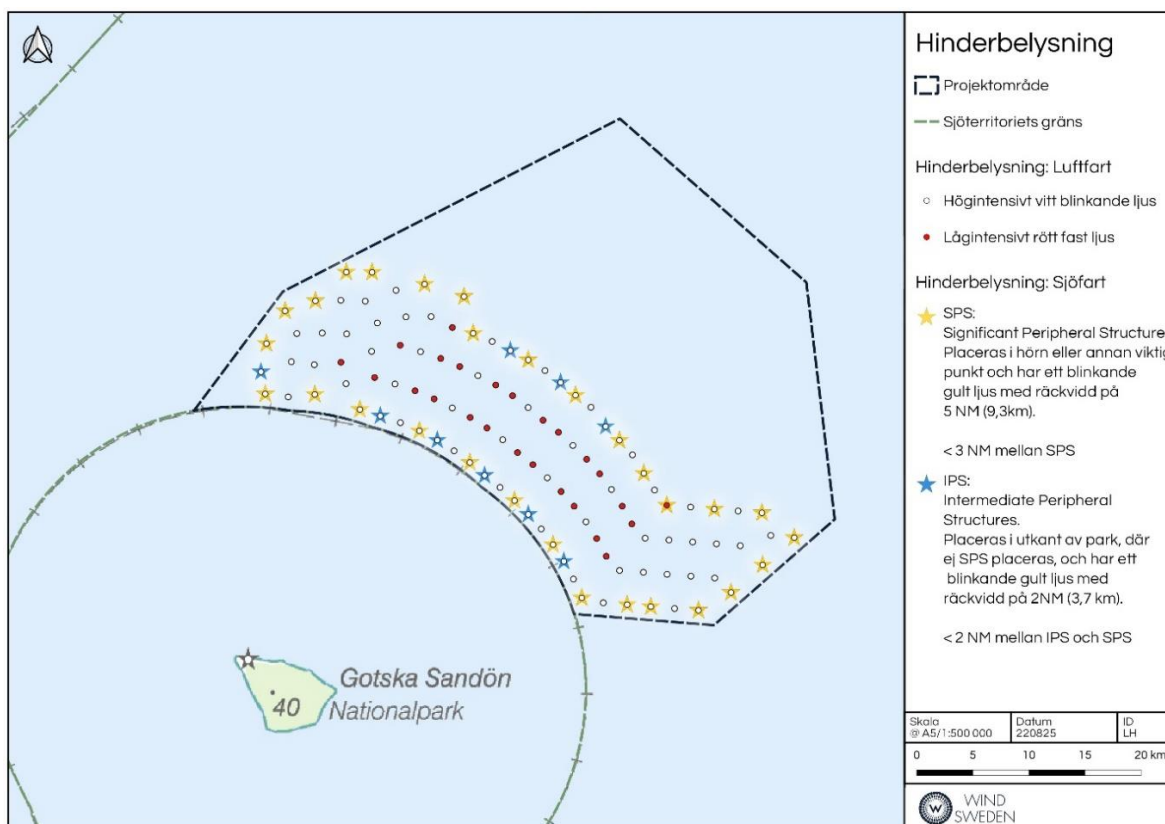 Hinderbelysning
Projektområde
Sjöterritoriets gräns
Hinderbelysning: Luftfart
Högintensivt vitt blinkande ljus
Lågintensivt rött fast ljus
Hinderbelysning: Sjöfart
SPS:
Significant Peripheral Structure
Placeras i hörn eller annan viktig
punkt och har ett blinkande
gult ljus med räckvidd på
5 NM (9,3km).
< 3 NM mellan SPS
IPS:
Intermediate Peripheral
Structures.
Placeras i utkant av park, där
ej SPS placeras, och har ett
blinkande gult ljus med
räckvidd på 2NM (3,7 km).
< 2 NM mellan IPS och SPS
Gotska Sandön
40 Nationalpark
Skala Datum ID
@ A5/1:500 000 220825 LH
0 5 10 15 20 km
W WIND
SWEDEN